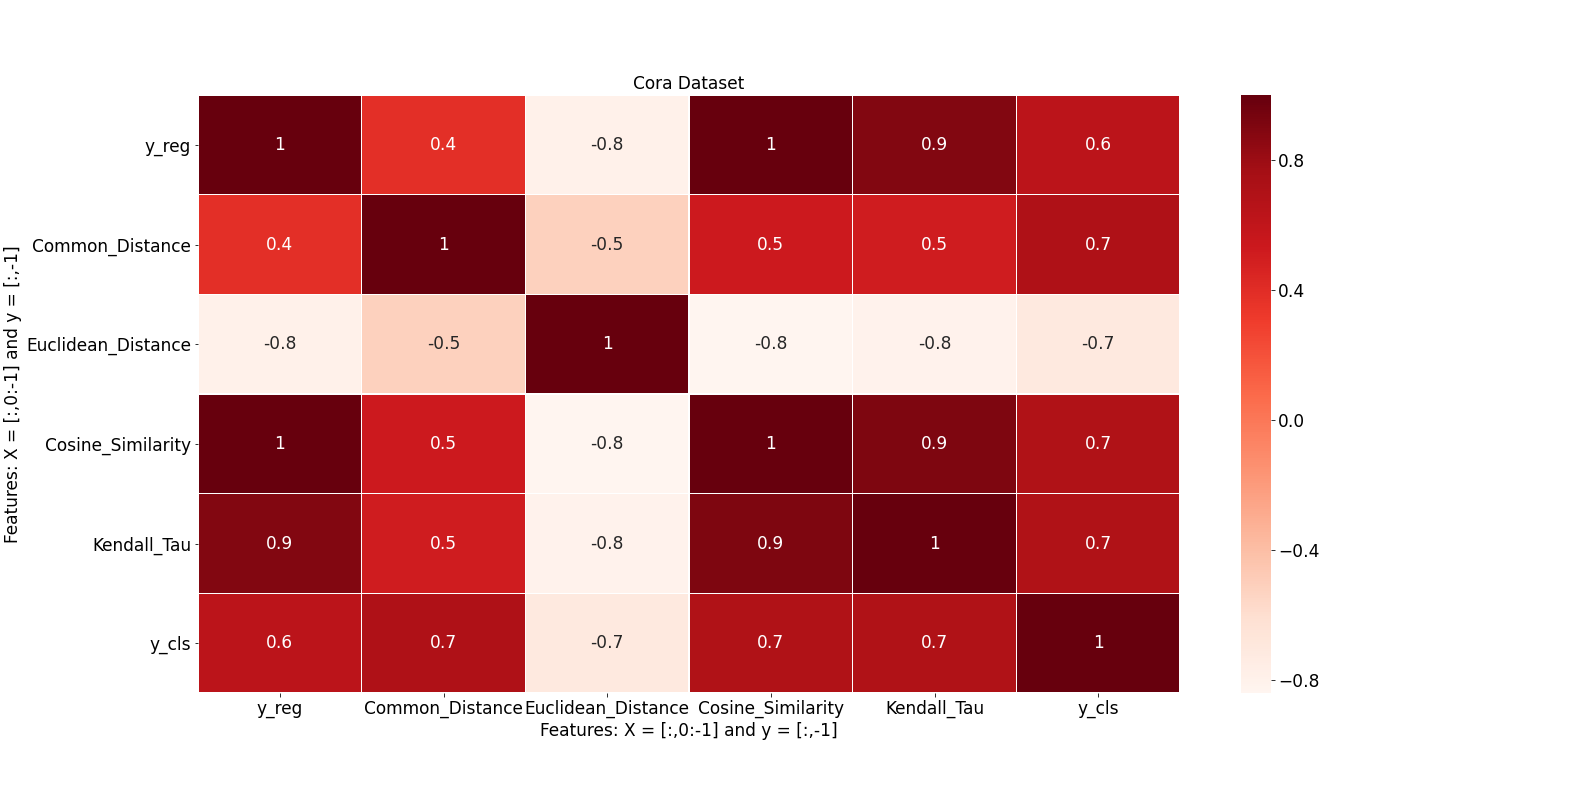 Cora Dataset
y_reg 1 0.4 -0.8 1 0.9 0.6
Common_Distance 0.4 1 -0.5 0.5 0.5 0.7
Euclidean_Distance -0.8 -0.5 1 -0.8 -0.8 -0.7
Cosine_Similarity 1 0.5 -0.8 1 0.9 0.7
Kendall_Tau 0.9 0.5 -0.8 0.9 1 0.7
y_cls 0.6 0.7 -0.7 0.7 0.7 1
y_reg Common_Distance Euclidean_Distance Cosine_Similarity Kendall_Tau y_cls
Features: X = [:,0:-1] and y = [:,-1]
Features: X = [:,0:-1] and y = [:,-1]
0.8
0.4
0.0
−0.4
−0.8